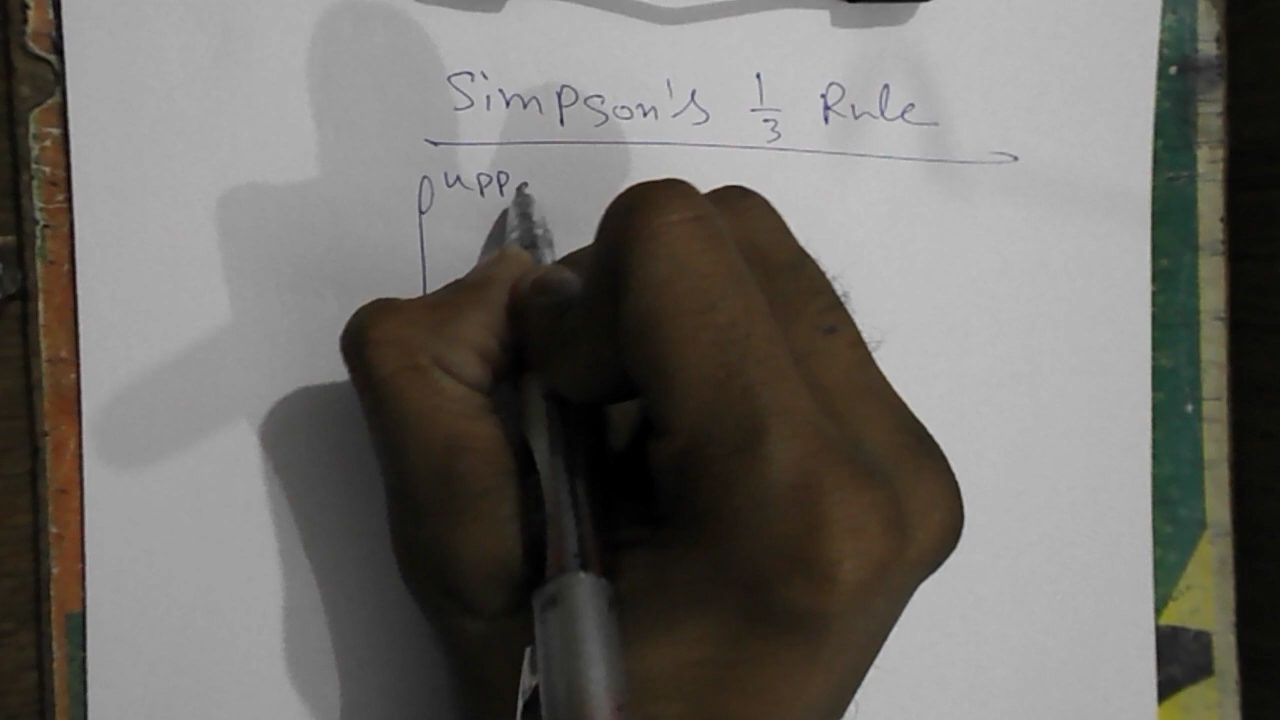 Simpson's 1/3 Rule
∫ upp